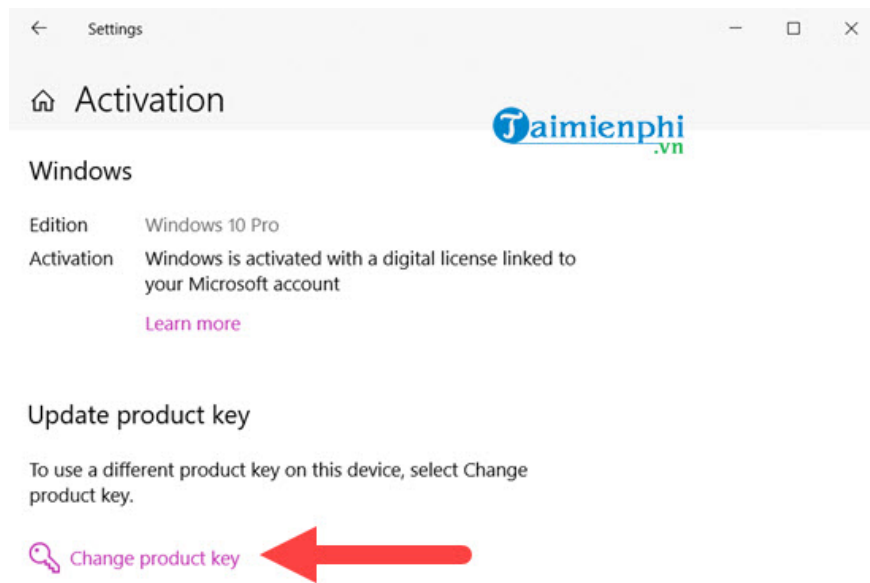 Settings
Activation
Taimienphi
.vn
Windows
Edition Windows 10 Pro
Activation Windows is activated with a digital license linked to
your Microsoft account
Learn more
Update product key
To use a different product key on this device, select Change
product key.
Change product key